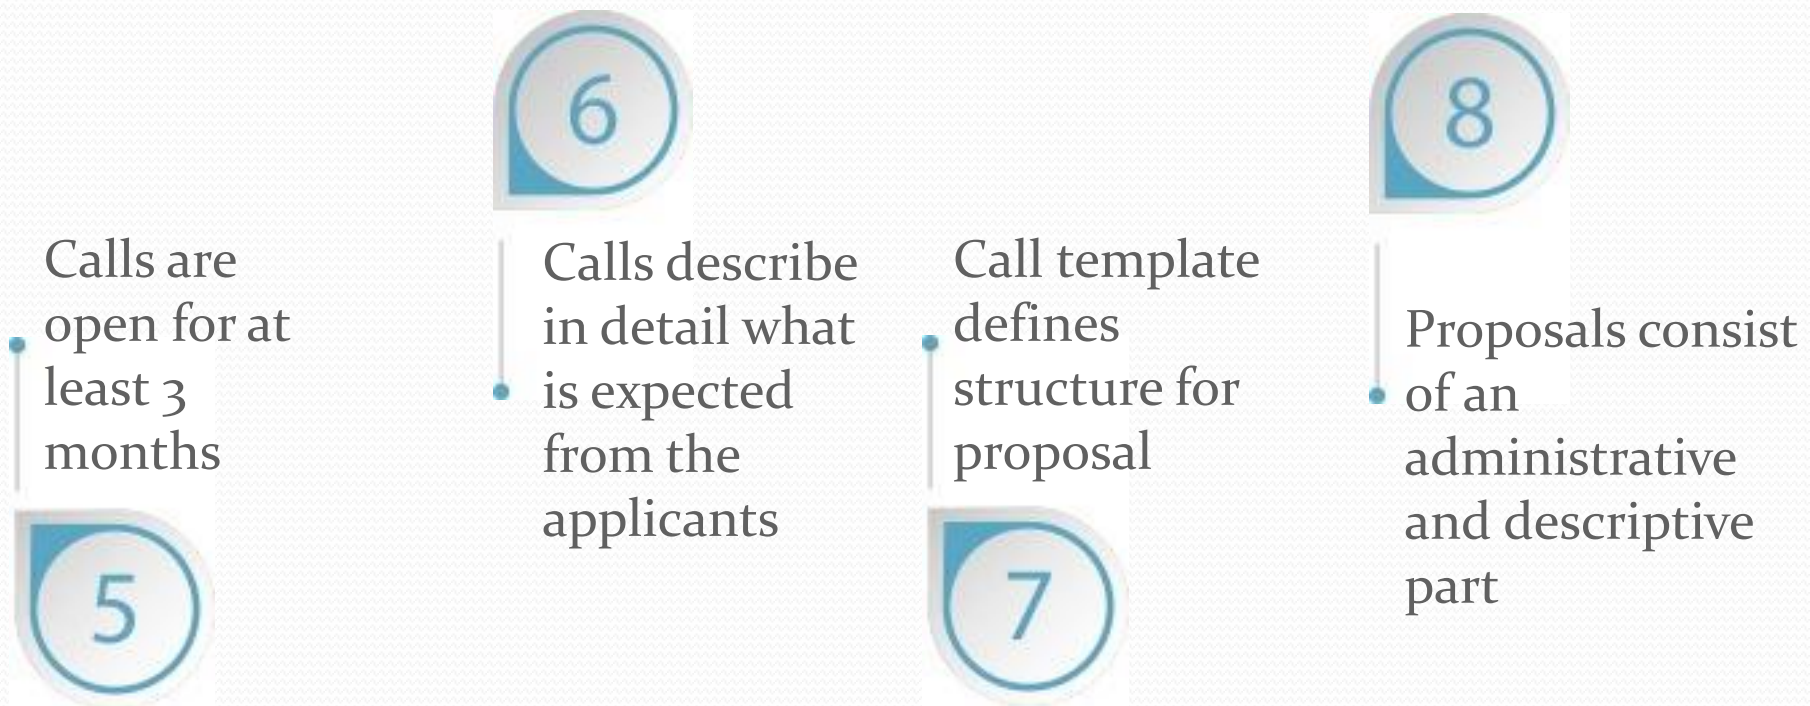 Calls are
open for at
least 3
months
5
6
Calls describe
in detail what
is expected
from the
applicants
Call template
defines
structure for
proposal
7
8
Proposals consist
of an
administrative
and descriptive
part